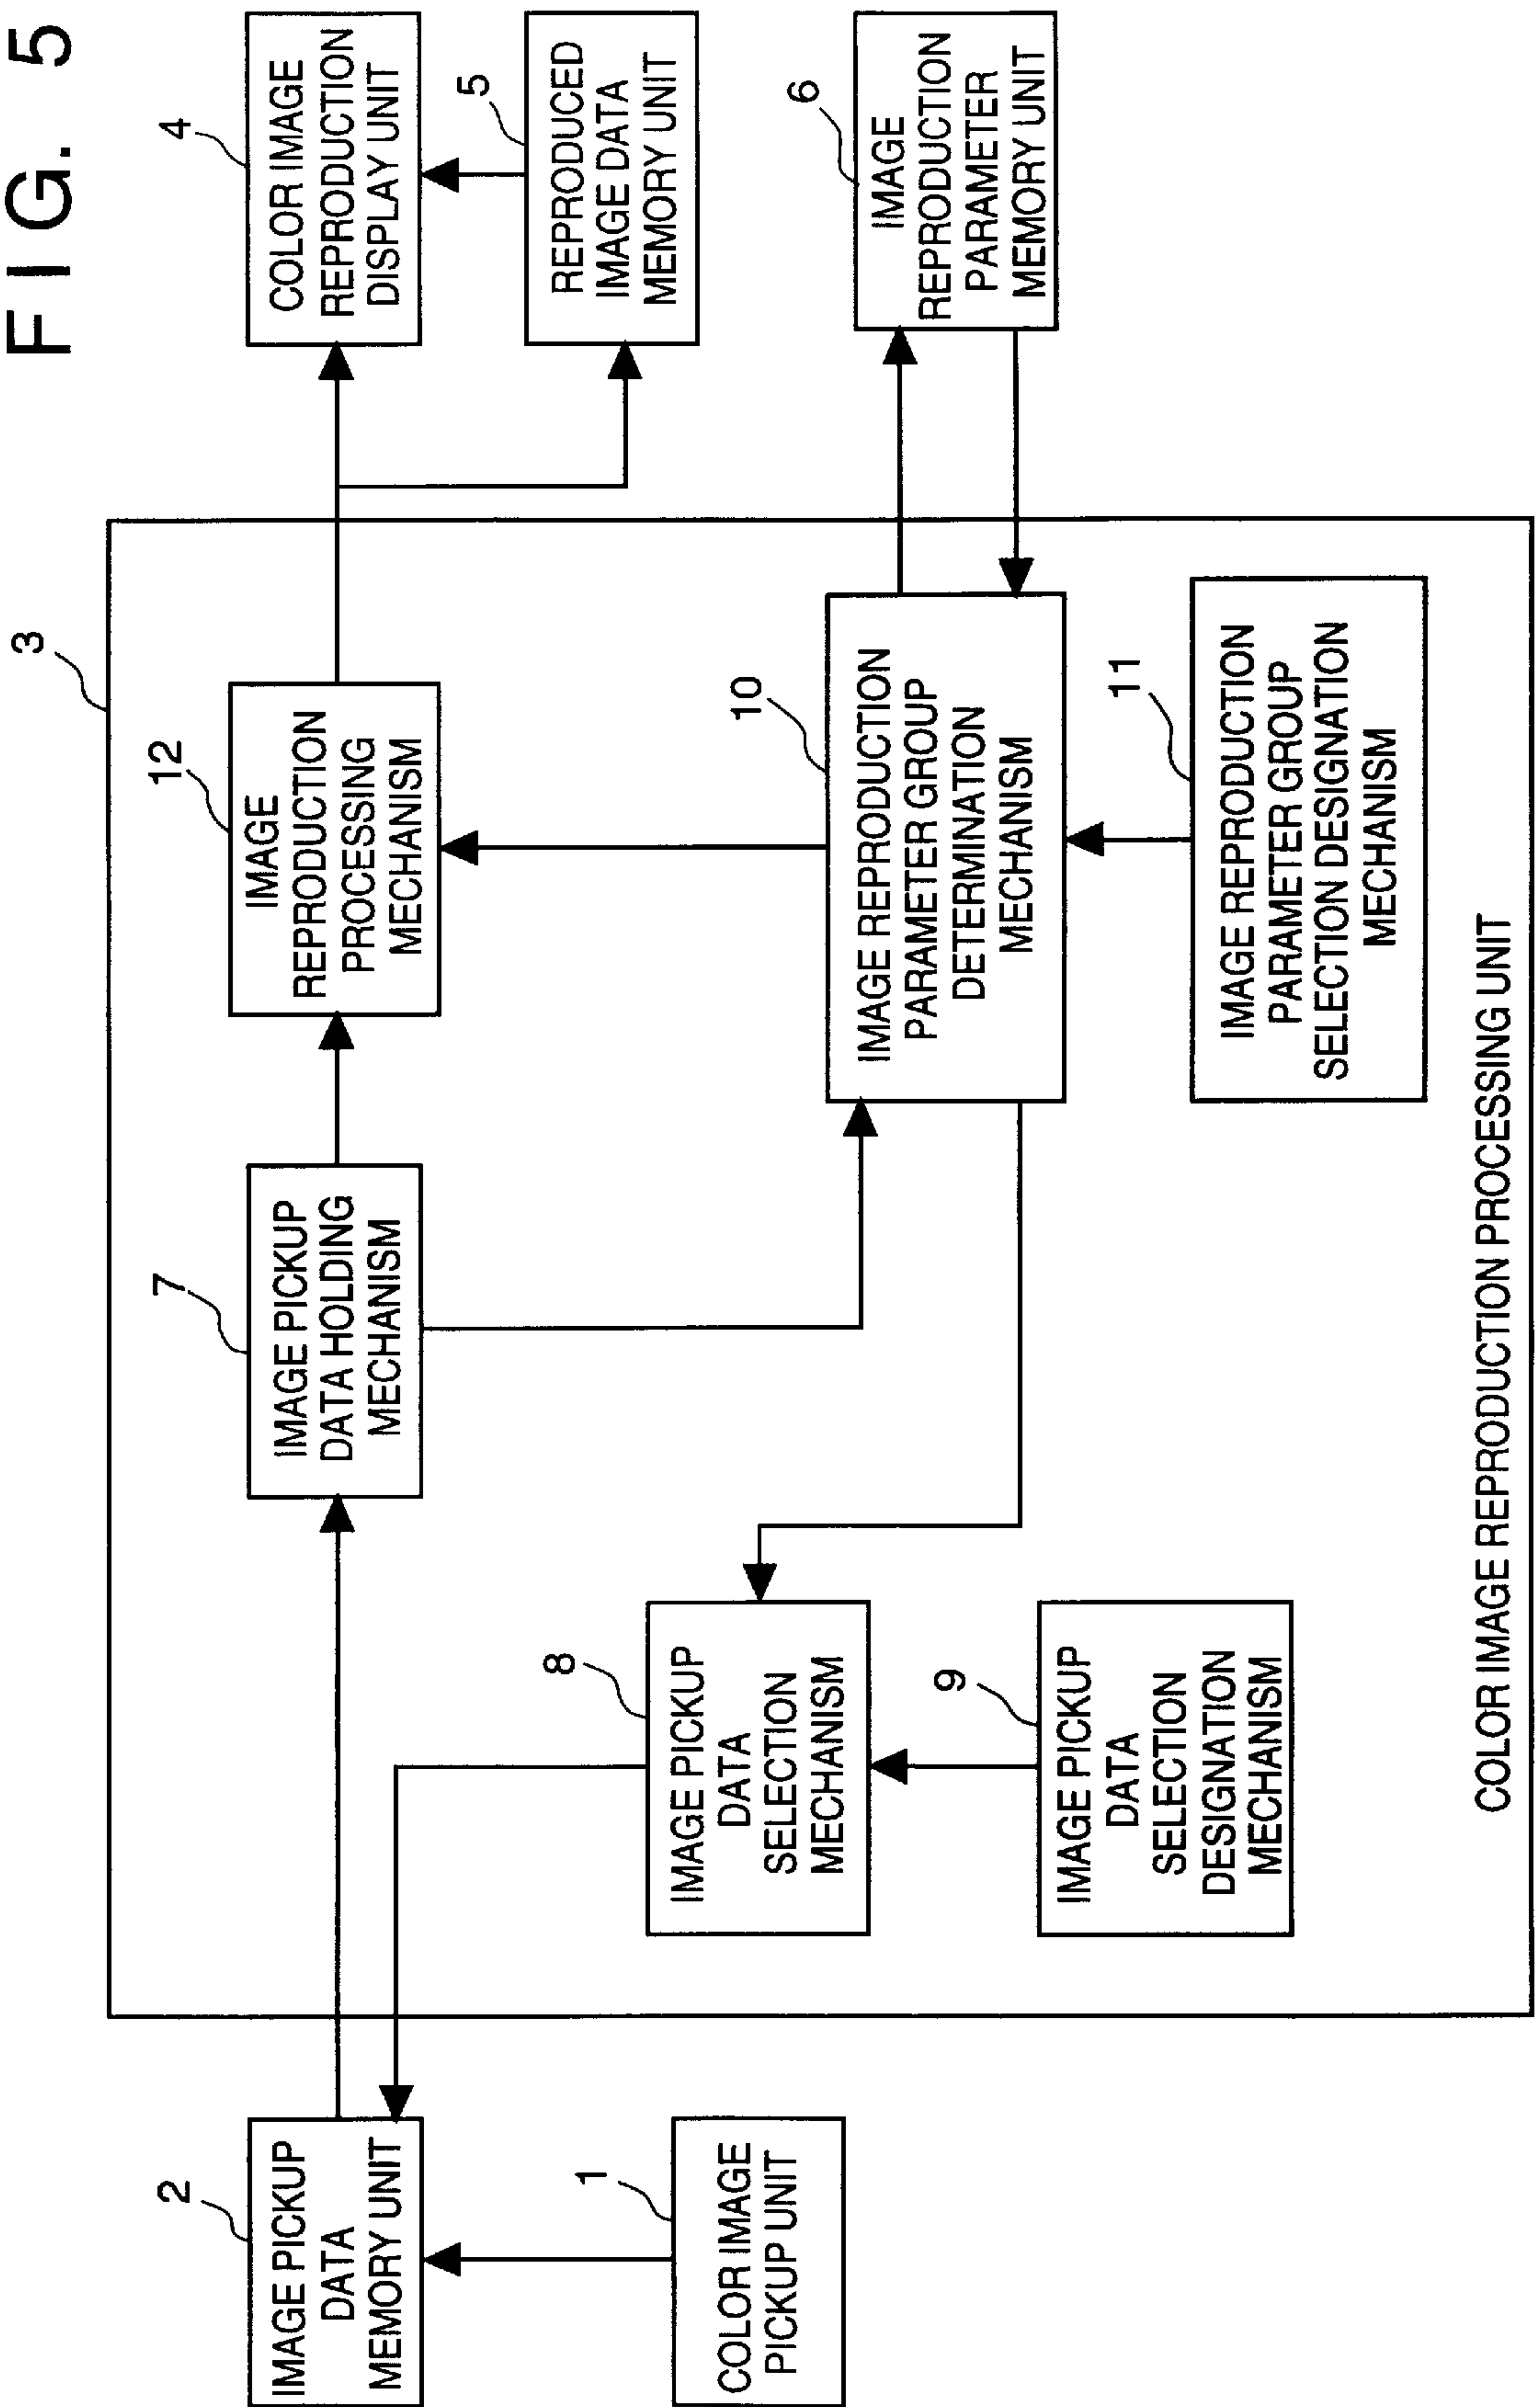 FIG. 5
3
2
IMAGE PICKUP
DATA
MEMORY UNIT
1
COLOR IMAGE
PICKUP UNIT
7
IMAGE PICKUP
DATA HOLDING
MECHANISM
12
IMAGE
REPRODUCTION
PROCESSING
MECHANISM
4
COLOR IMAGE
REPRODUCTION
DISPLAY UNIT
5
REPRODUCED
IMAGE DATA
MEMORY UNIT
8
IMAGE PICKUP
DATA
SELECTION
MECHANISM
9
IMAGE PICKUP
DATA
SELECTION
DESIGNATION
MECHANISM
10
IMAGE REPRODUCTION
PARAMETER GROUP
DETERMINATION
MECHANISM
6
IMAGE
REPRODUCTION
PARAMETER
MEMORY UNIT
11
IMAGE REPRODUCTION
PARAMETER GROUP
SELECTION DESIGNATION
MECHANISM
COLOR IMAGE REPRODUCTION PROCESSING UNIT